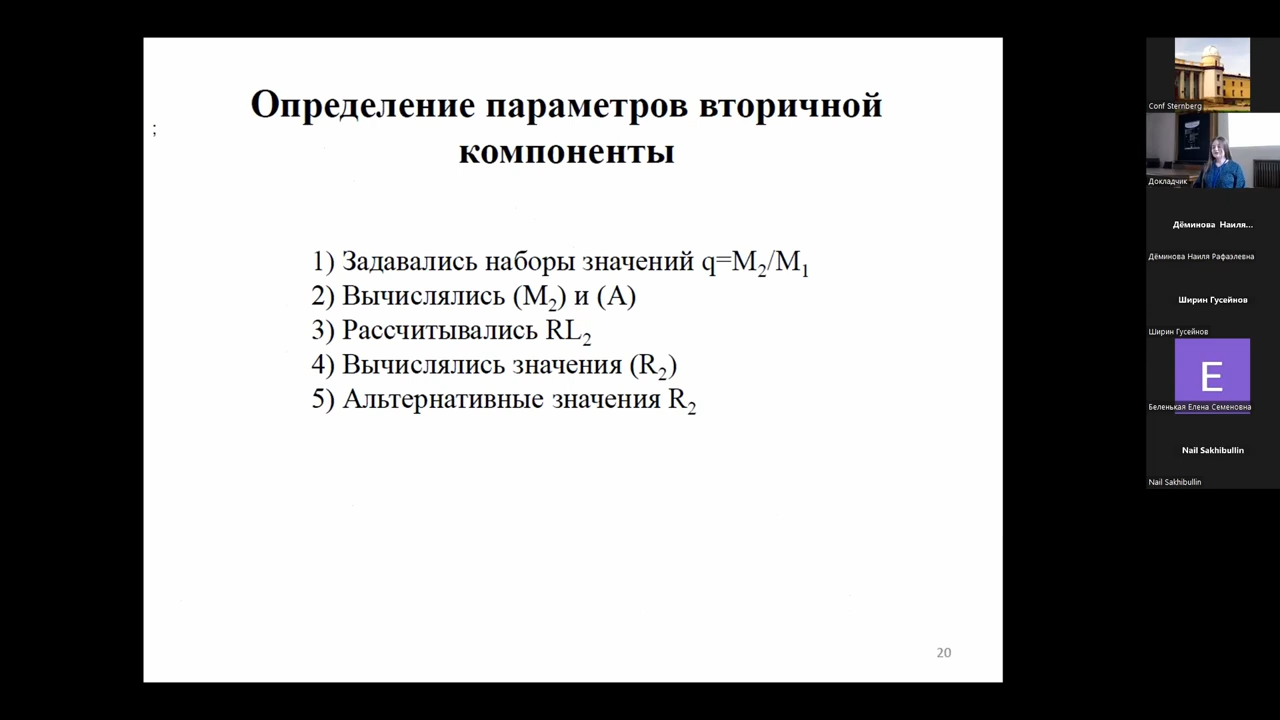 Определение параметров вторичной
компоненты
;
1) Задавались наборы значений q=M₂/M₁
2) Вычислялись (M₂) и (A)
3) Рассчитывались RL₂
4) Вычислялись значения (R₂)
5) Альтернативные значения R₂
20
Conf Sternberg
Докладчик
Дёминова Наиля...
Дёминова Наиля Рафаэлевна
Ширин Гусейнов
Ширин Гусейнов
E
Беленькая Елена Семеновна
Nail Sakhibullin
Nail Sakhibullin